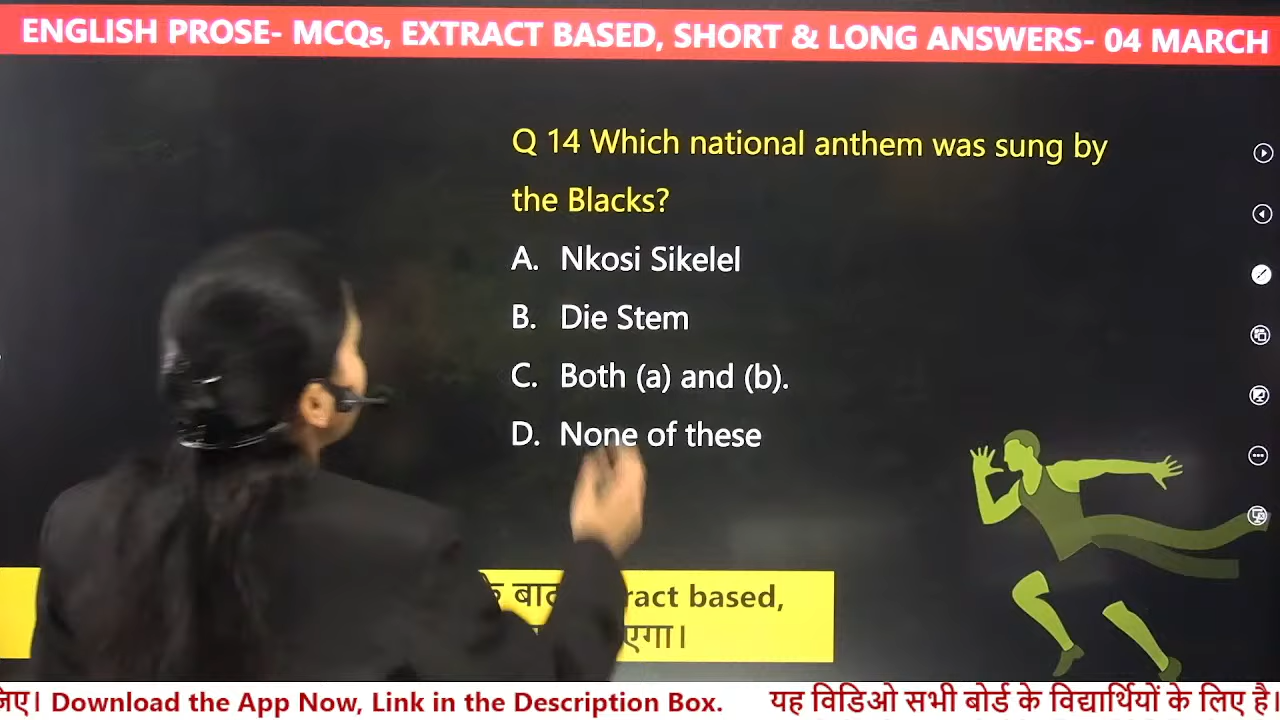 ENGLISH PROSE- MCQs, EXTRACT BASED, SHORT & LONG ANSWERS- 04 MARCH
Q 14 Which national anthem was sung by
the Blacks?
A. Nkosi Sikelel
B. Die Stem
C. Both (a) and (b).
D. None of these
based,
Download the App Now, Link in the Description Box. यह विडिओ सभी बोर्ड के विद्यार्थियों के लिए है।